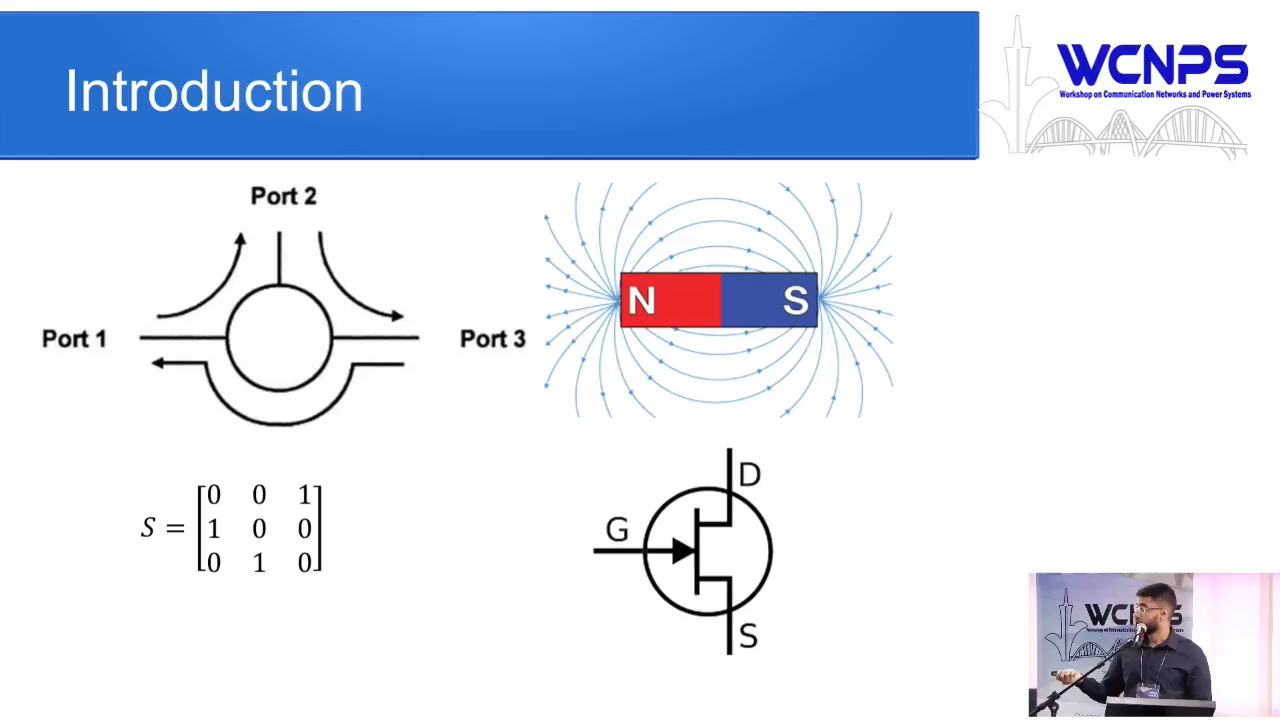 Introduction
WCNPS
Workshop on Communication Networks and Power Systems
Port 2
Port 1
Port 3
N S
S = [0 0 1
1 0 0
0 1 0]
D
G
S
WCNPS